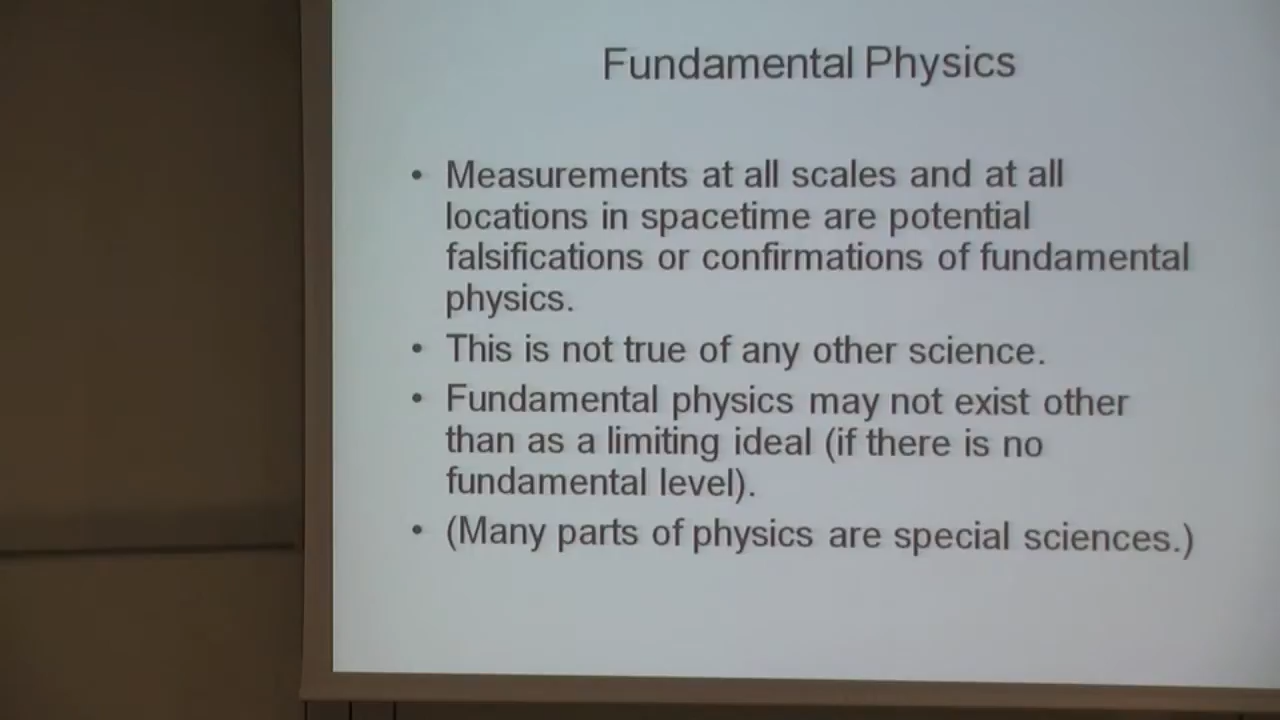 Fundamental Physics
• Measurements at all scales and at all
locations in spacetime are potential
falsifications or confirmations of fundamental
physics.
• This is not true of any other science.
• Fundamental physics may not exist other
than as a limiting ideal (if there is no
fundamental level).
• (Many parts of physics are special sciences.)